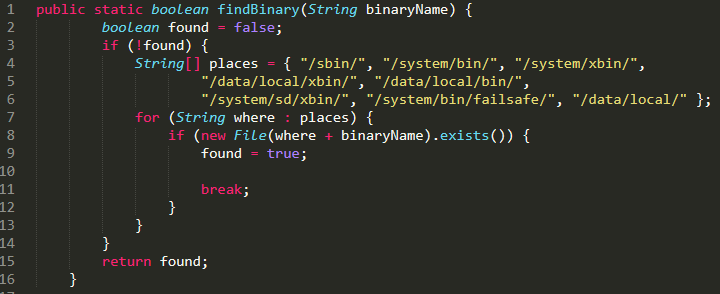 1 public static boolean findBinary(String binaryName) {
2         boolean found = false;
3         if (!found) {
4             String[] places = { "/sbin/", "/system/bin/", "/system/xbin/",
5                     "/data/local/xbin/", "/data/local/bin/",
6                     "/system/sd/xbin/", "/system/bin/failsafe/", "/data/local/" };
7             for (String where : places) {
8                 if (new File(where + binaryName).exists()) {
9                     found = true;
10
11                     break;
12                 }
13             }
14         }
15         return found;
16     }